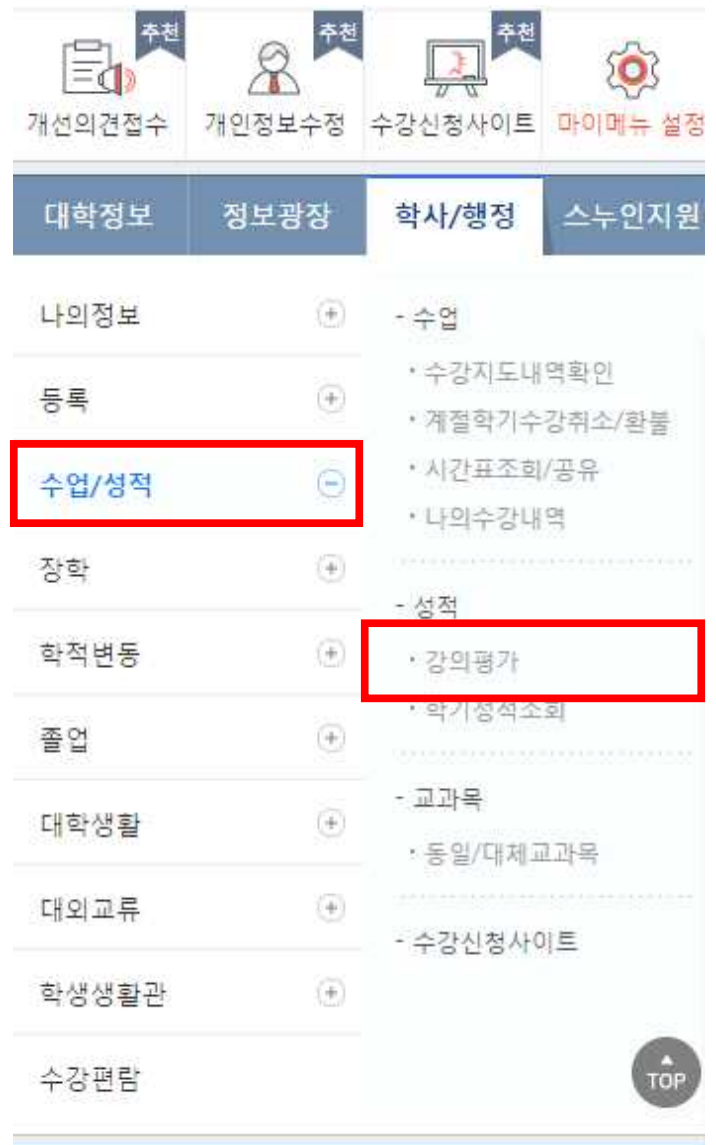 추천 추천 추천
개선의견접수 개인정보수정 수강신청사이트 마이메뉴 설정
대학정보 정보광장 학사/행정 스누인지원
나의정보
등록
수업/성적
장학
학적변동
졸업
대학생활
대외교류
학생생활관
수강편람
- 수업
· 수강지도내역확인
· 계절학기수강취소/환불
· 시간표조회/공유
· 나의수강내역
- 성적
· 강의평가
· 학기성적조회
- 교과목
· 동일/대체교과목
- 수강신청사이트
TOP